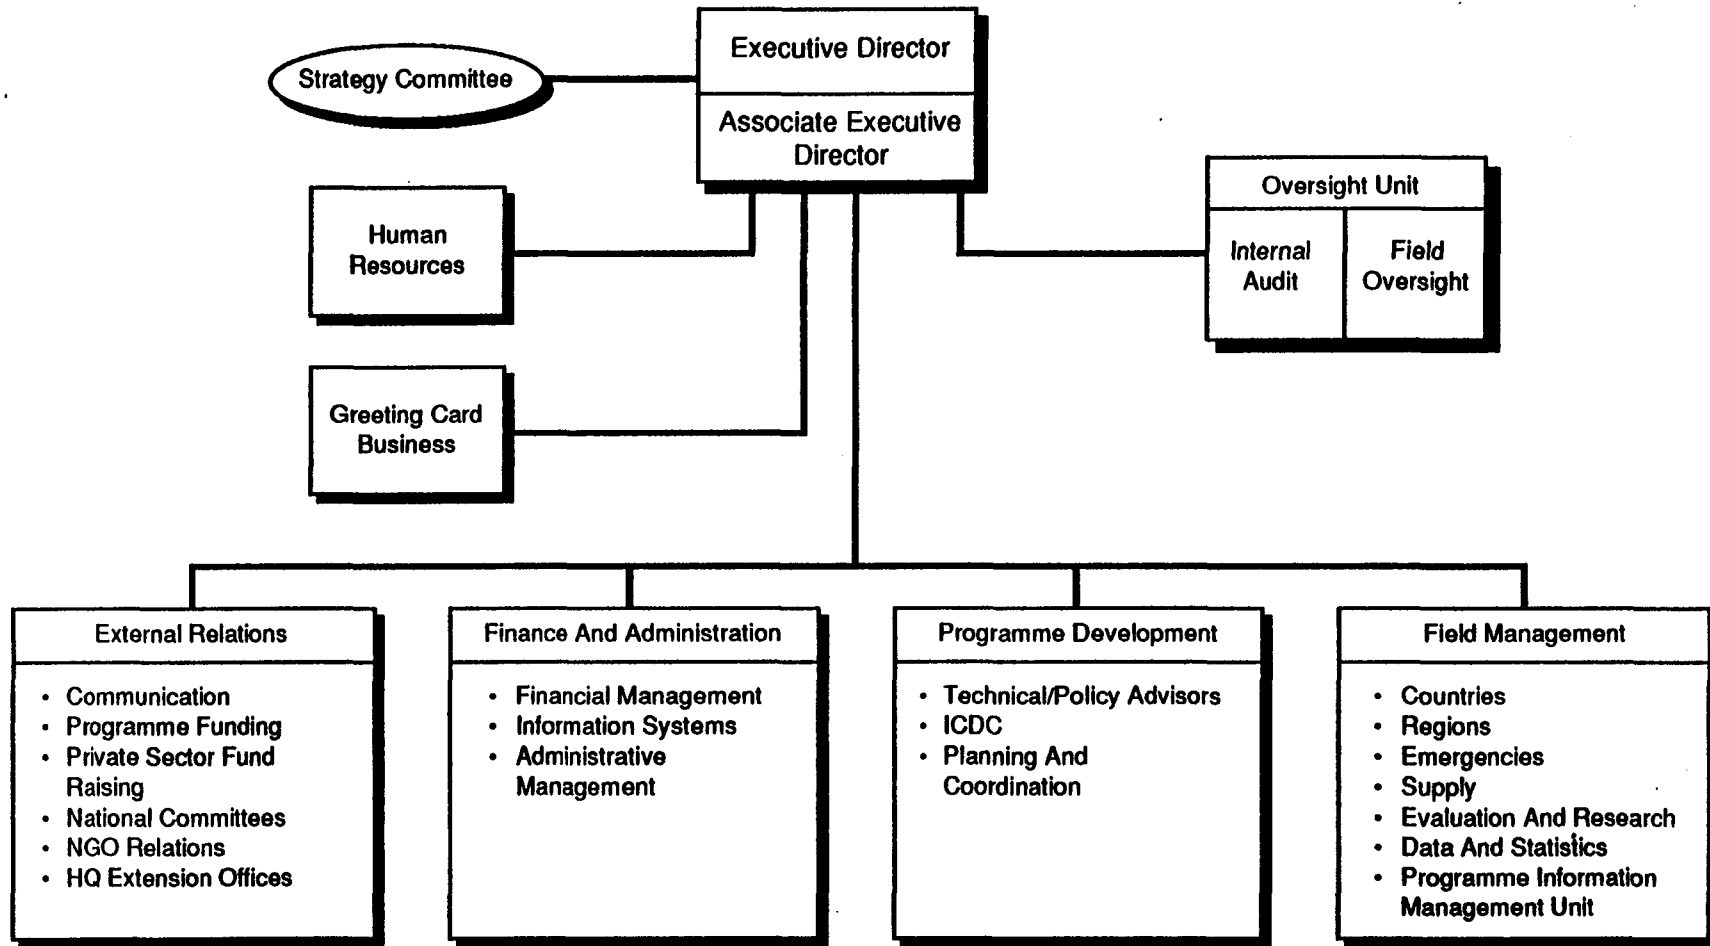 Strategy Committee
Executive Director
Associate Executive
Director
Oversight Unit
Internal
Audit
Field
Oversight
Human
Resources
Greeting Card
Business
External Relations
• Communication
• Programme Funding
• Private Sector Fund
Raising
• National Committees
• NGO Relations
• HQ Extension Offices
Finance And Administration
• Financial Management
• Information Systems
• Administrative
Management
Programme Development
• Technical/Policy Advisors
• ICDC
• Planning And
Coordination
Field Management
• Countries
• Regions
• Emergencies
• Supply
• Evaluation And Research
• Data And Statistics
• Programme Information
Management Unit